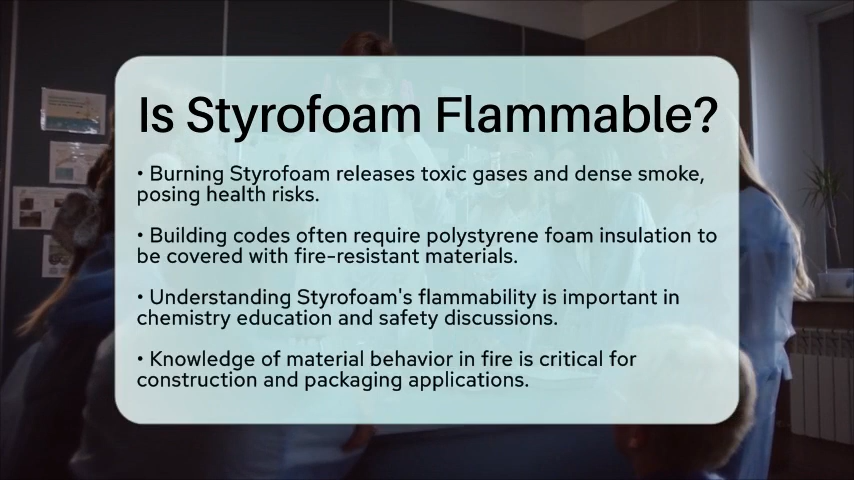 Is Styrofoam Flammable?
• Burning Styrofoam releases toxic gases and dense smoke,
posing health risks.
• Building codes often require polystyrene foam insulation to
be covered with fire-resistant materials.
• Understanding Styrofoam's flammability is important in
chemistry education and safety discussions.
• Knowledge of material behavior in fire is critical for
construction and packaging applications.